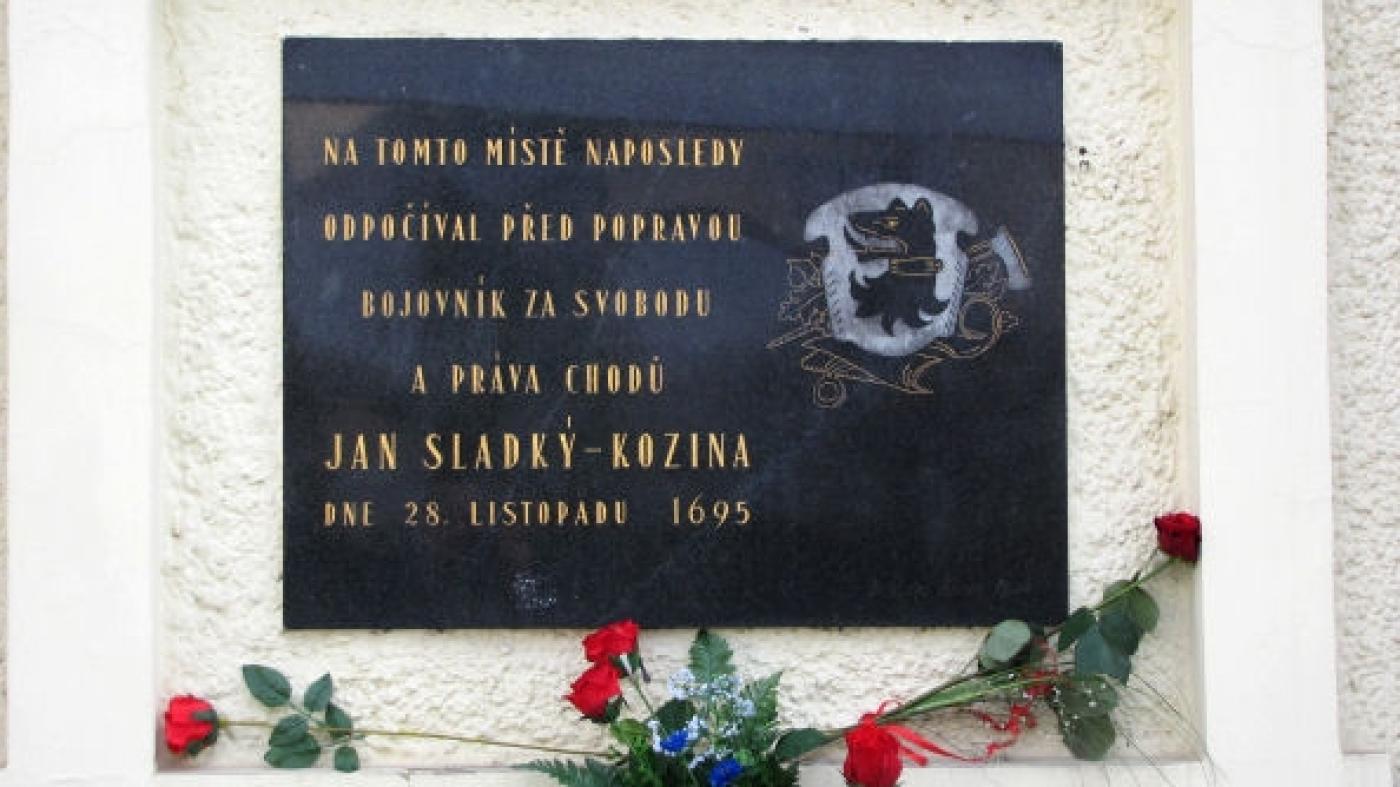 NA TOMTO MÍSTĚ NAPOSLEDY
ODPOČÍVAL PŘED POPRAVOU
BOJOVNÍK ZA SVOBODU
A PRÁVA CHODŮ
JAN SLADKÝ-KOZINA
DNE 28. LISTOPADU 1695